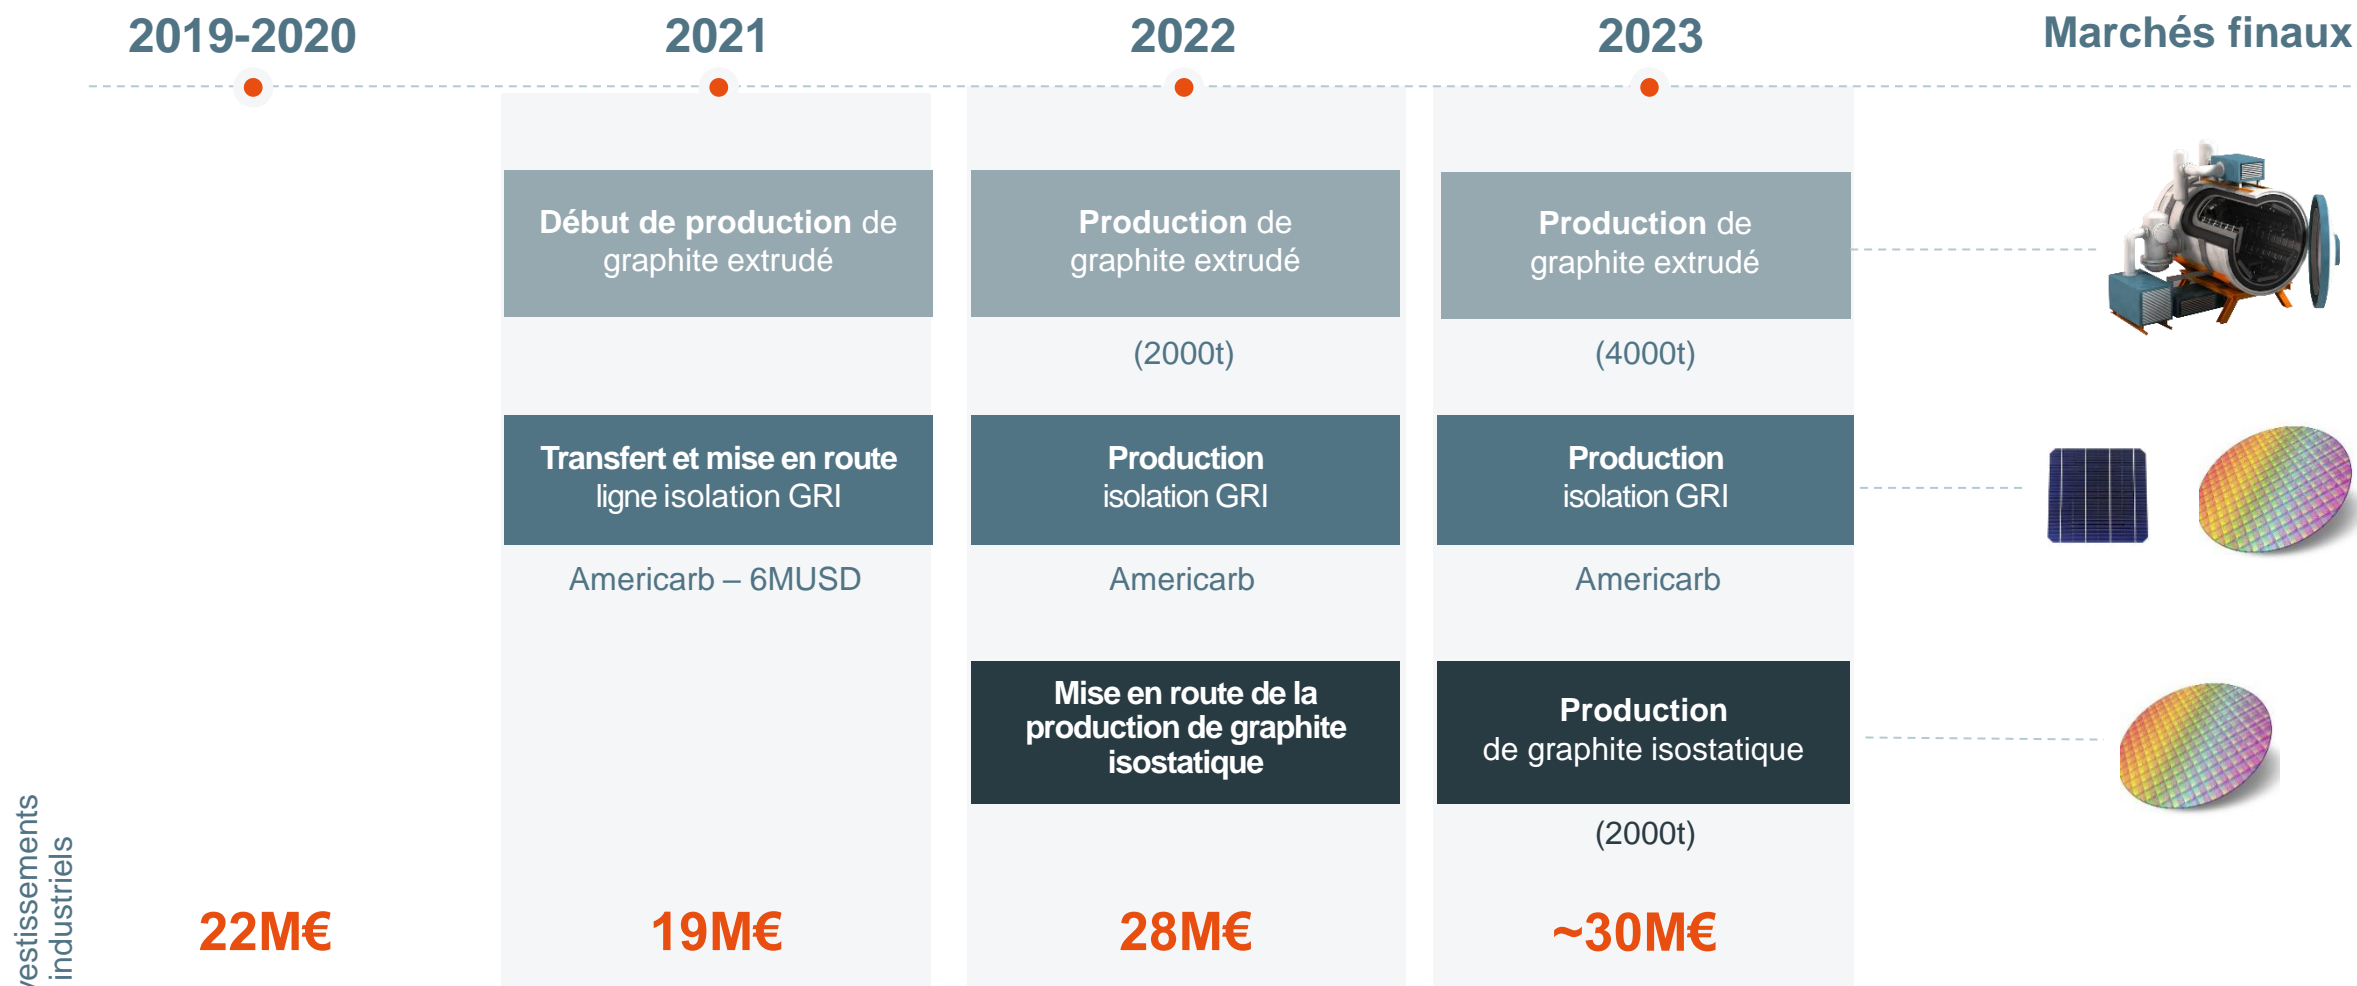 2019-2020
2021
2022
2023
Marchés finaux
Début de production de
graphite extrudé
Production de
graphite extrudé
(2000t)
Production de
graphite extrudé
(4000t)
Transfert et mise en route
ligne isolation GRI
Americarb – 6MUSD
Production
isolation GRI
Americarb
Production
isolation GRI
Americarb
Mise en route de la
production de graphite
isostatique
Production
de graphite isostatique
(2000t)
industriels
22M€
19M€
28M€
~30M€